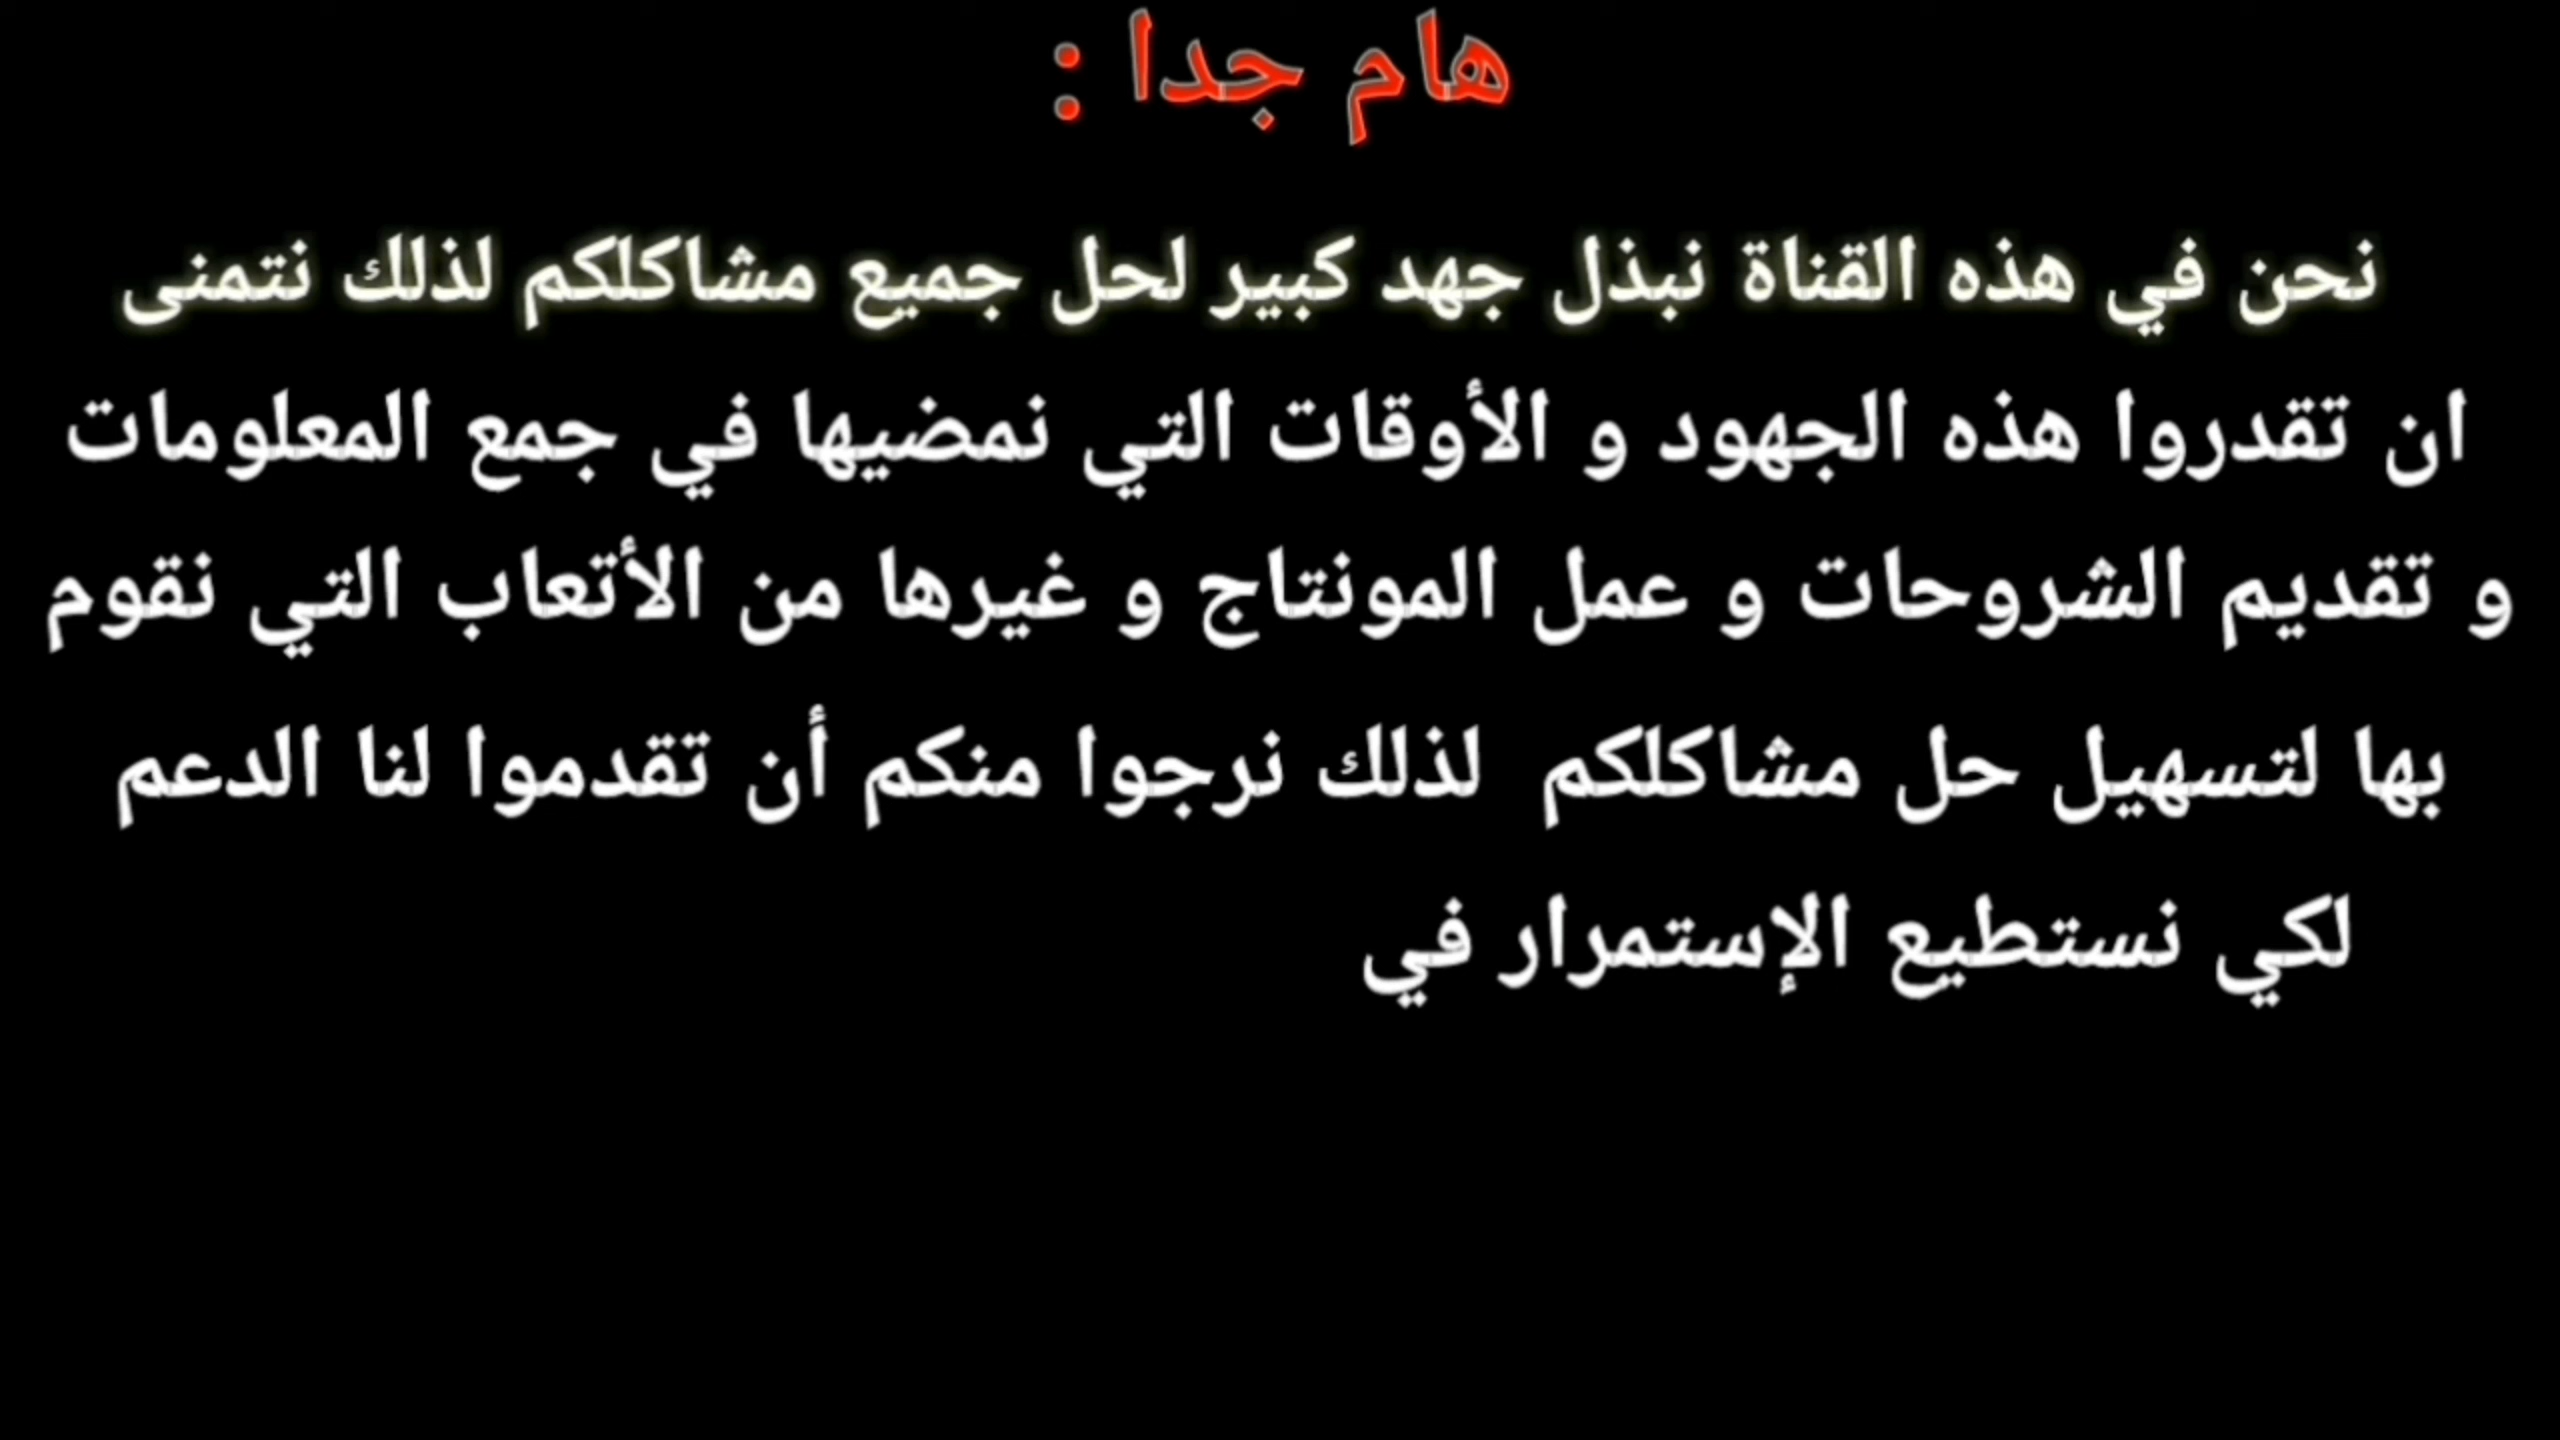 هام جدا :
نحن في هذه القناة نبذل جهد كبير لحل جميع مشاكلكم لذلك نتمنى
ان تقدروا هذه الجهود و الأوقات التي نمضيها في جمع المعلومات
و تقديم الشروحات و عمل المونتاج و غيرها من الأتعاب التي نقوم
بها لتسهيل حل مشاكلكم لذلك نرجوا منكم أن تقدموا لنا الدعم
لكي نستطيع الإستمرار في